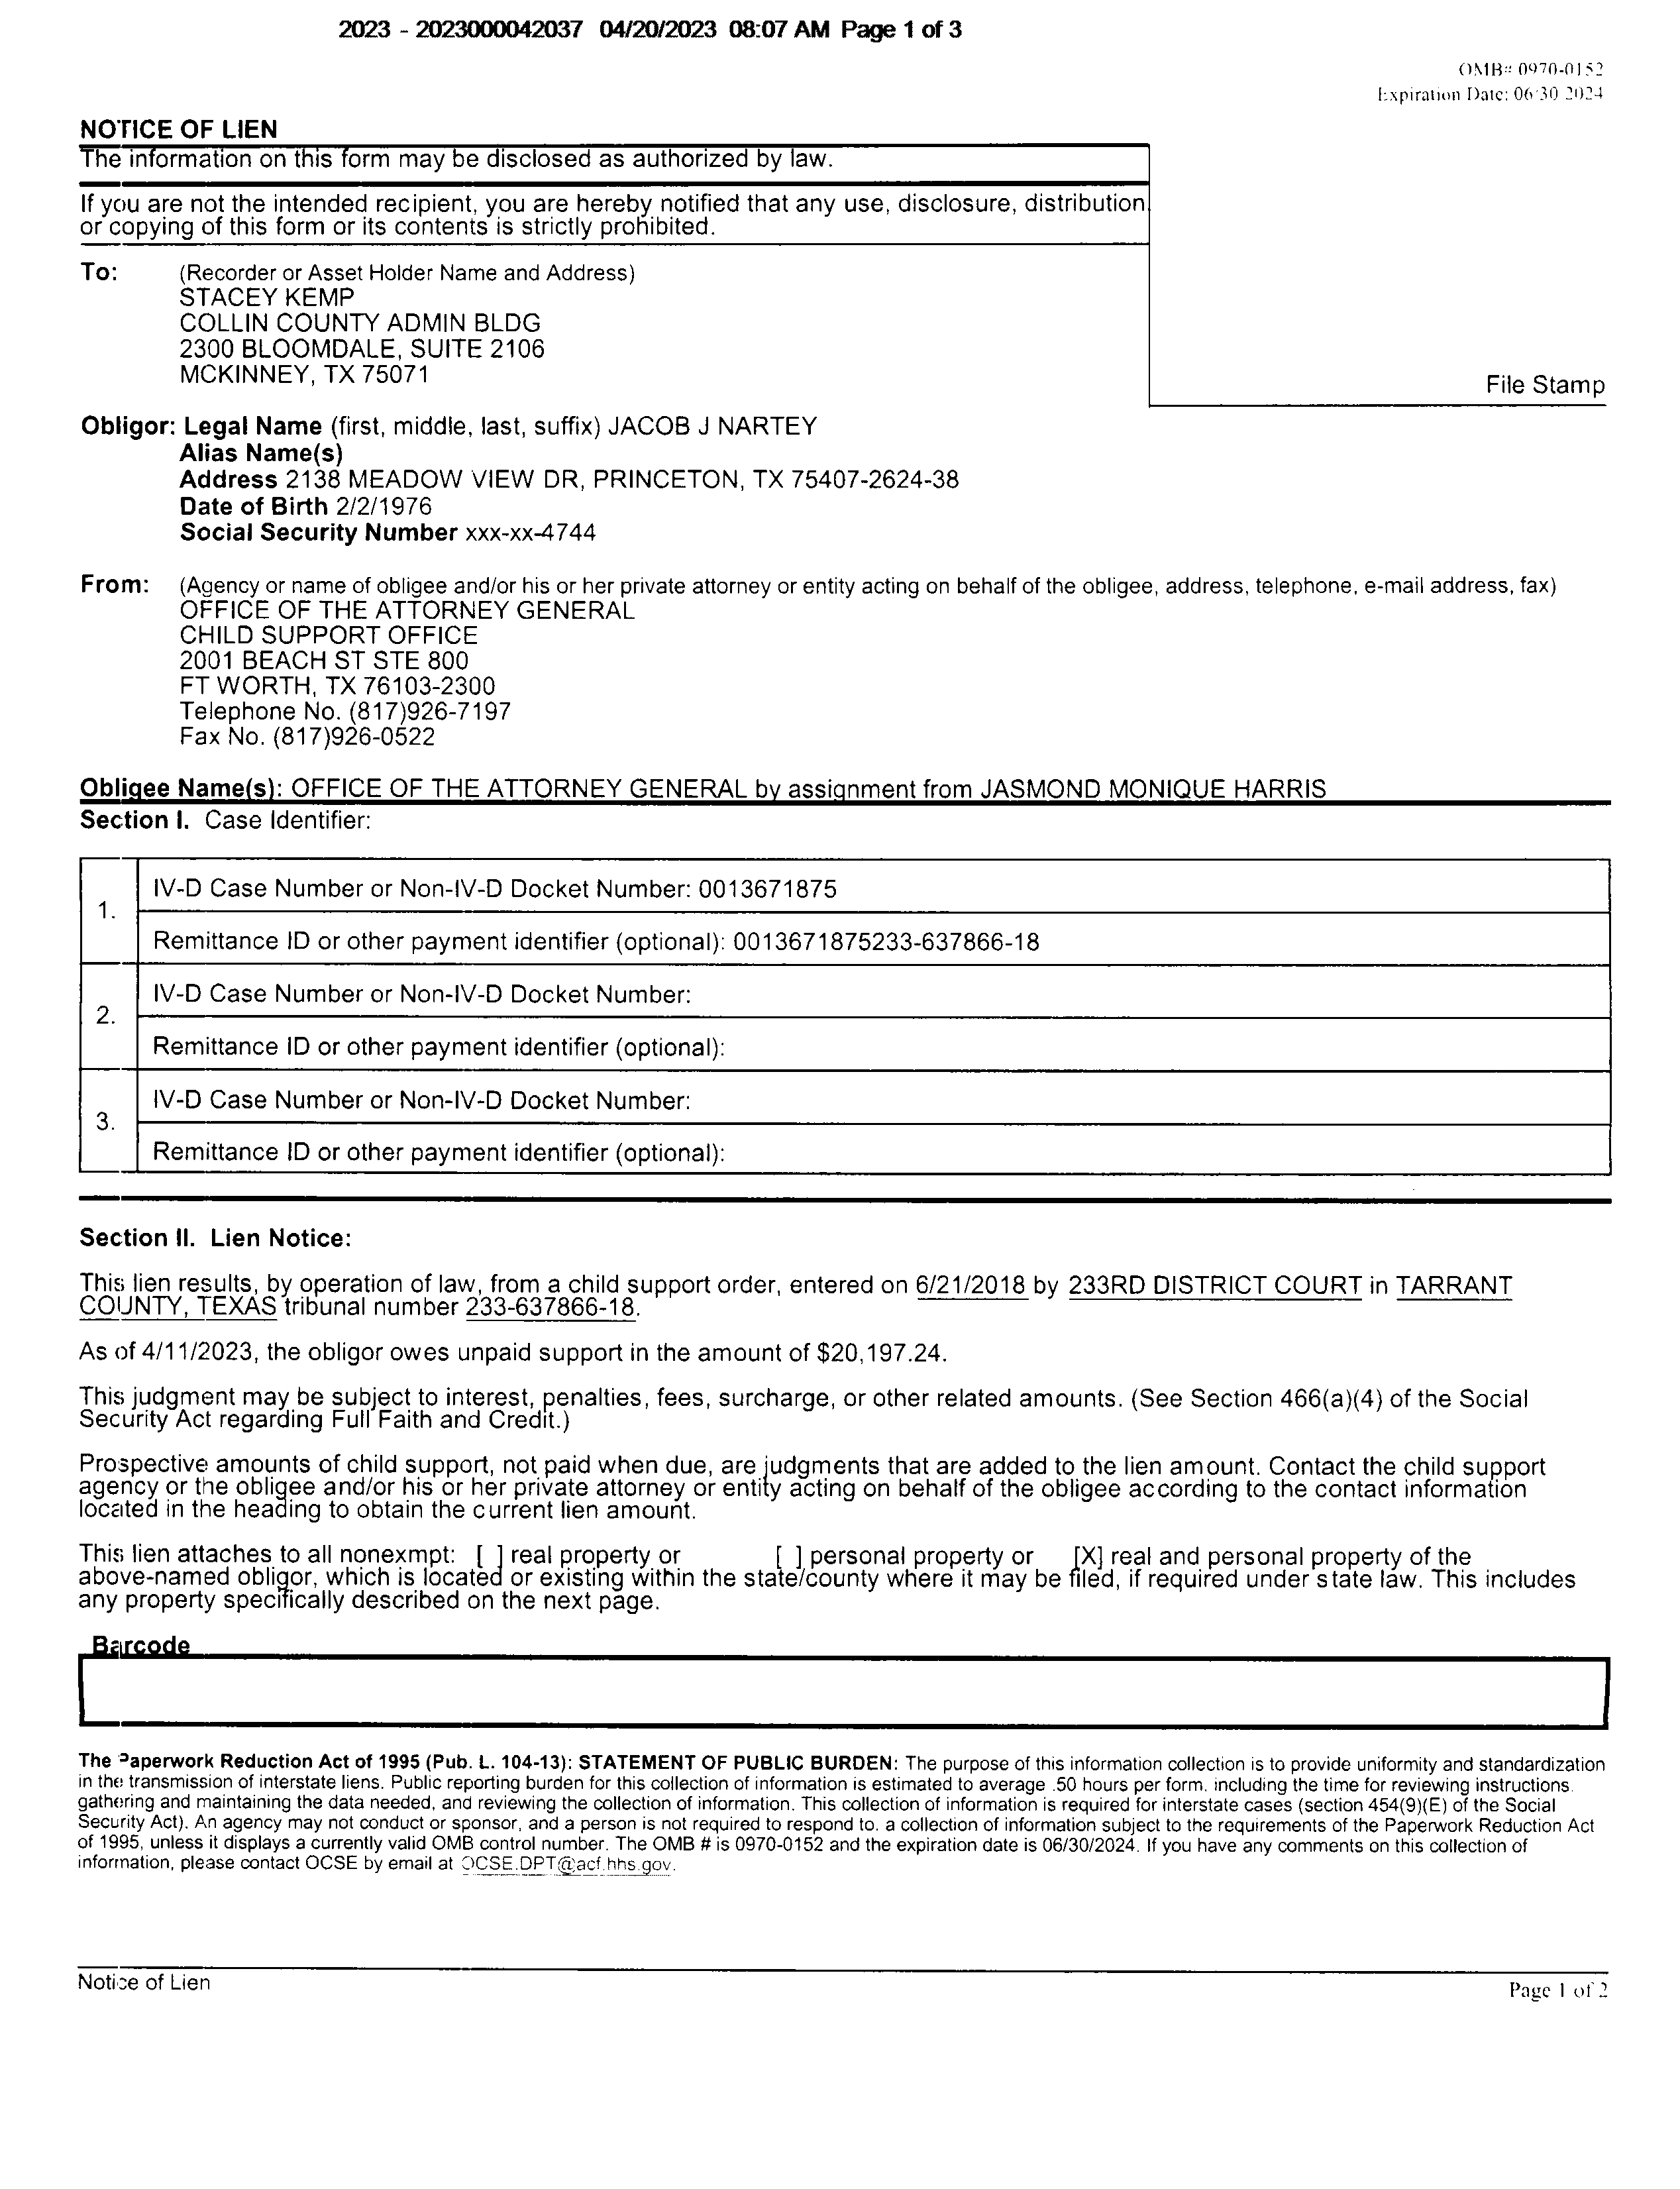 2023 - 2023000042037 04/20/2023 08:07 AM Page 1 of 3
OMB# 0970-0152
Expiration Date: 06/30/2024
NOTICE OF LIEN
The information on this form may be disclosed as authorized by law.
If you are not the intended recipient, you are hereby notified that any use, disclosure, distribution
or copying of this form or its contents is strictly prohibited.
To: (Recorder or Asset Holder Name and Address)
STACEY KEMP
COLLIN COUNTY ADMIN BLDG
2300 BLOOMDALE, SUITE 2106
MCKINNEY, TX 75071
File Stamp
Obligor: Legal Name (first, middle, last, suffix) JACOB J NARTEY
Alias Name(s)
Address 2138 MEADOW VIEW DR, PRINCETON, TX 75407-2624-38
Date of Birth 2/2/1976
Social Security Number xxx-xx-4744
From: (Agency or name of obligee and/or his or her private attorney or entity acting on behalf of the obligee, address, telephone, e-mail address, fax)
OFFICE OF THE ATTORNEY GENERAL
CHILD SUPPORT OFFICE
2001 BEACH ST STE 800
FT WORTH, TX 76103-2300
Telephone No. (817)926-7197
Fax No. (817)926-0522
Obligee Name(s): OFFICE OF THE ATTORNEY GENERAL by assignment from JASMOND MONIQUE HARRIS
Section I. Case Identifier:
1.
IV-D Case Number or Non-IV-D Docket Number: 0013671875
Remittance ID or other payment identifier (optional): 0013671875233-637866-18
2.
IV-D Case Number or Non-IV-D Docket Number:
Remittance ID or other payment identifier (optional):
3.
IV-D Case Number or Non-IV-D Docket Number:
Remittance ID or other payment identifier (optional):
Section II. Lien Notice:
This lien results, by operation of law, from a child support order, entered on 6/21/2018 by 233RD DISTRICT COURT in TARRANT
COUNTY, TEXAS tribunal number 233-637866-18.
As of 4/11/2023, the obligor owes unpaid support in the amount of $20,197.24.
This judgment may be subject to interest, penalties, fees, surcharge, or other related amounts. (See Section 466(a)(4) of the Social
Security Act regarding Full Faith and Credit.)
Prospective amounts of child support, not paid when due, are judgments that are added to the lien amount. Contact the child support
agency or the obligee and/or his or her private attorney or entity acting on behalf of the obligee according to the contact information
located in the heading to obtain the current lien amount.
This lien attaches to all nonexmpt: [ ] real property or [ ] personal property or [X] real and personal property of the
above-named obligor, which is located or existing within the state/county where it may be filed, if required under state law. This includes
any property specifically described on the next page.
Barcode
The Paperwork Reduction Act of 1995 (Pub. L. 104-13): STATEMENT OF PUBLIC BURDEN: The purpose of this information collection is to provide uniformity and standardization
in the transmission of interstate liens. Public reporting burden for this collection of information is estimated to average .50 hours per form, including the time for reviewing instructions,
gathering and maintaining the data needed, and reviewing the collection of information. This collection of information is required for interstate cases (section 454(9)(E) of the Social
Security Act). An agency may not conduct or sponsor, and a person is not required to respond to, a collection of information subject to the requirements of the Paperwork Reduction Act
of 1995, unless it displays a currently valid OMB control number. The OMB # is 0970-0152 and the expiration date is 06/30/2024. If you have any comments on this collection of
information, please contact OCSE by email at OCSE.DPT@acf.hhs.gov.
Notice of Lien
Page 1 of 2